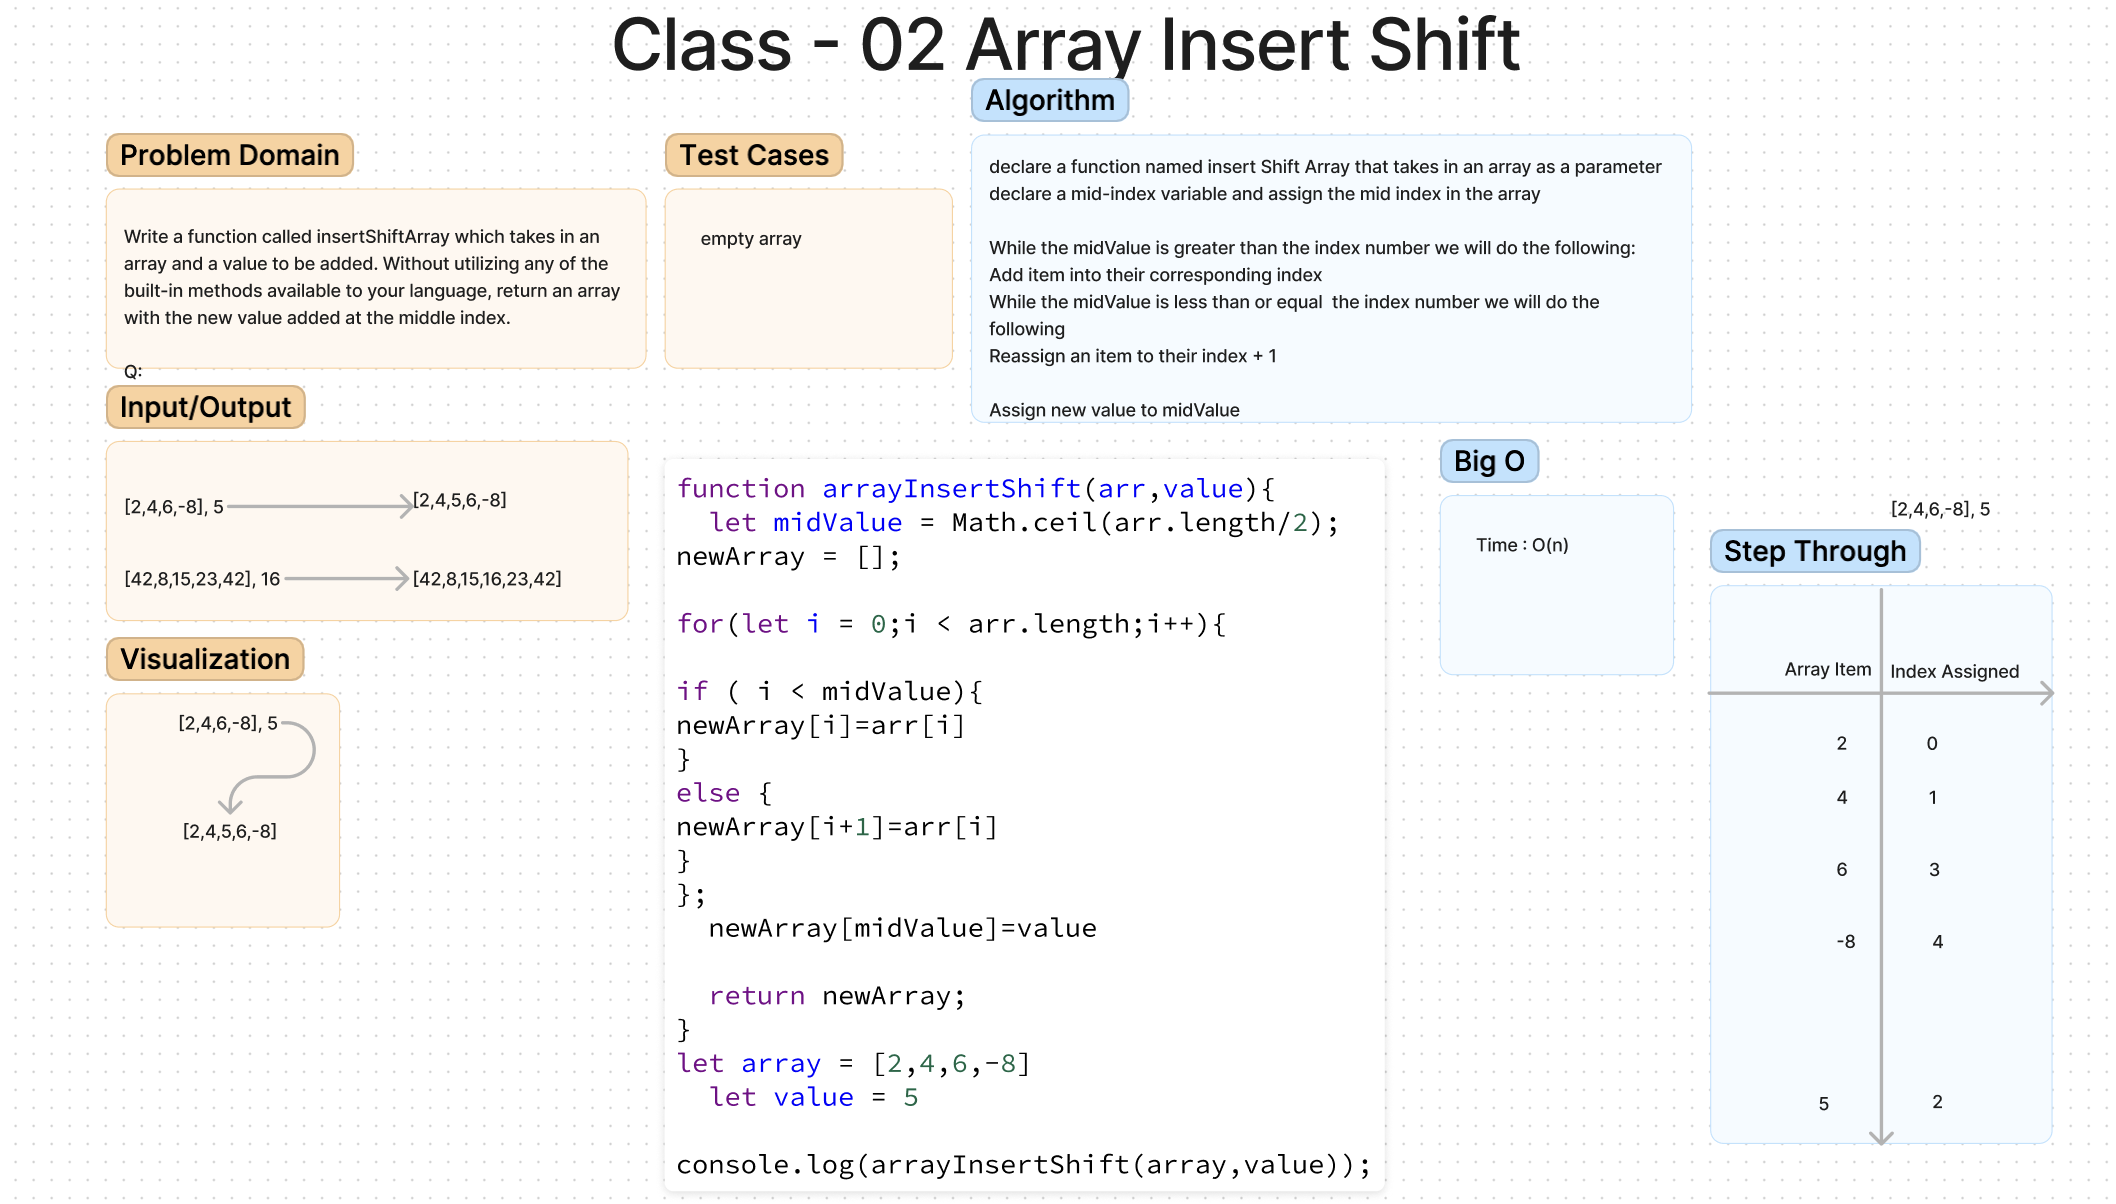 Class - 02 Array Insert Shift
Problem Domain
Write a function called insertShiftArray which takes in an
array and a value to be added. Without utilizing any of the
built-in methods available to your language, return an array
with the new value added at the middle index.
Q:
Test Cases
empty array
Algorithm
declare a function named insert Shift Array that takes in an array as a parameter
declare a mid-index variable and assign the mid index in the array
While the midValue is greater than the index number we will do the following:
Add item into their corresponding index
While the midValue is less than or equal  the index number we will do the
following
Reassign an item to their index + 1
Assign new value to midValue
Input/Output
[2,4,6,-8], 5
[2,4,5,6,-8]
[42,8,15,23,42], 16
[42,8,15,16,23,42]
Visualization
[2,4,6,-8], 5
[2,4,5,6,-8]
function arrayInsertShift(arr,value){
  let midValue = Math.ceil(arr.length/2);
newArray = [];
for(let i = 0;i < arr.length;i++){
if ( i < midValue){
newArray[i]=arr[i]
}
else {
newArray[i+1]=arr[i]
}
};
  newArray[midValue]=value
  return newArray;
}
let array = [2,4,6,-8]
  let value = 5
console.log(arrayInsertShift(array,value));
Big O
Time : O(n)
[2,4,6,-8], 5
Step Through
Array Item
Index Assigned
2
0
4
1
6
3
-8
4
5
2